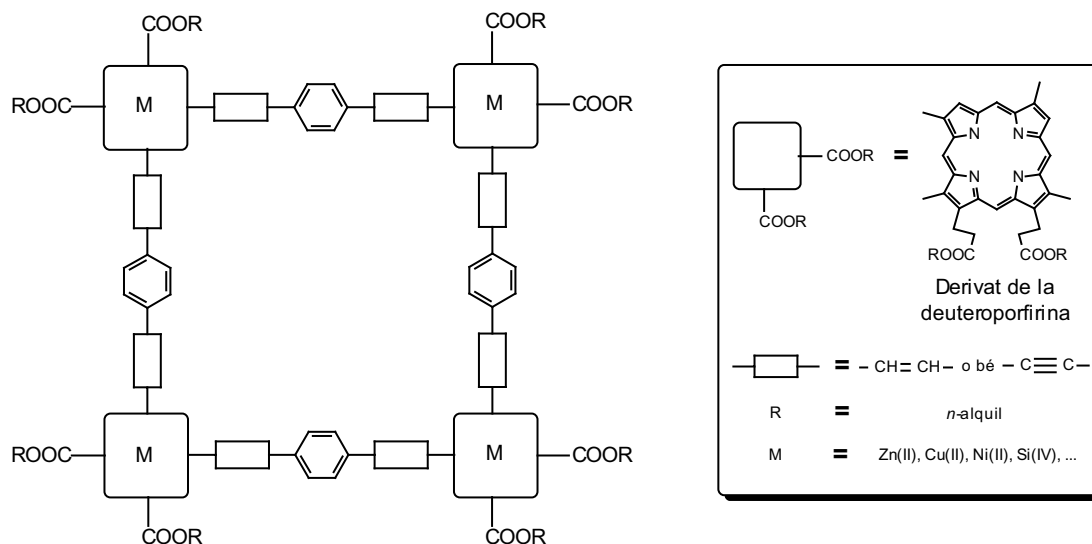 COOR
COOR
ROOC
M
M
COOR
COOR
COOR
N
N
N
N
ROOC
COOR
Derivat de la
deuteroporfirina
= – CH = CH – o bé – C≡C –
R = n-alquil
M = Zn(II), Cu(II), Ni(II), Si(IV), ...
ROOC
M
M
COOR
COOR
COOR